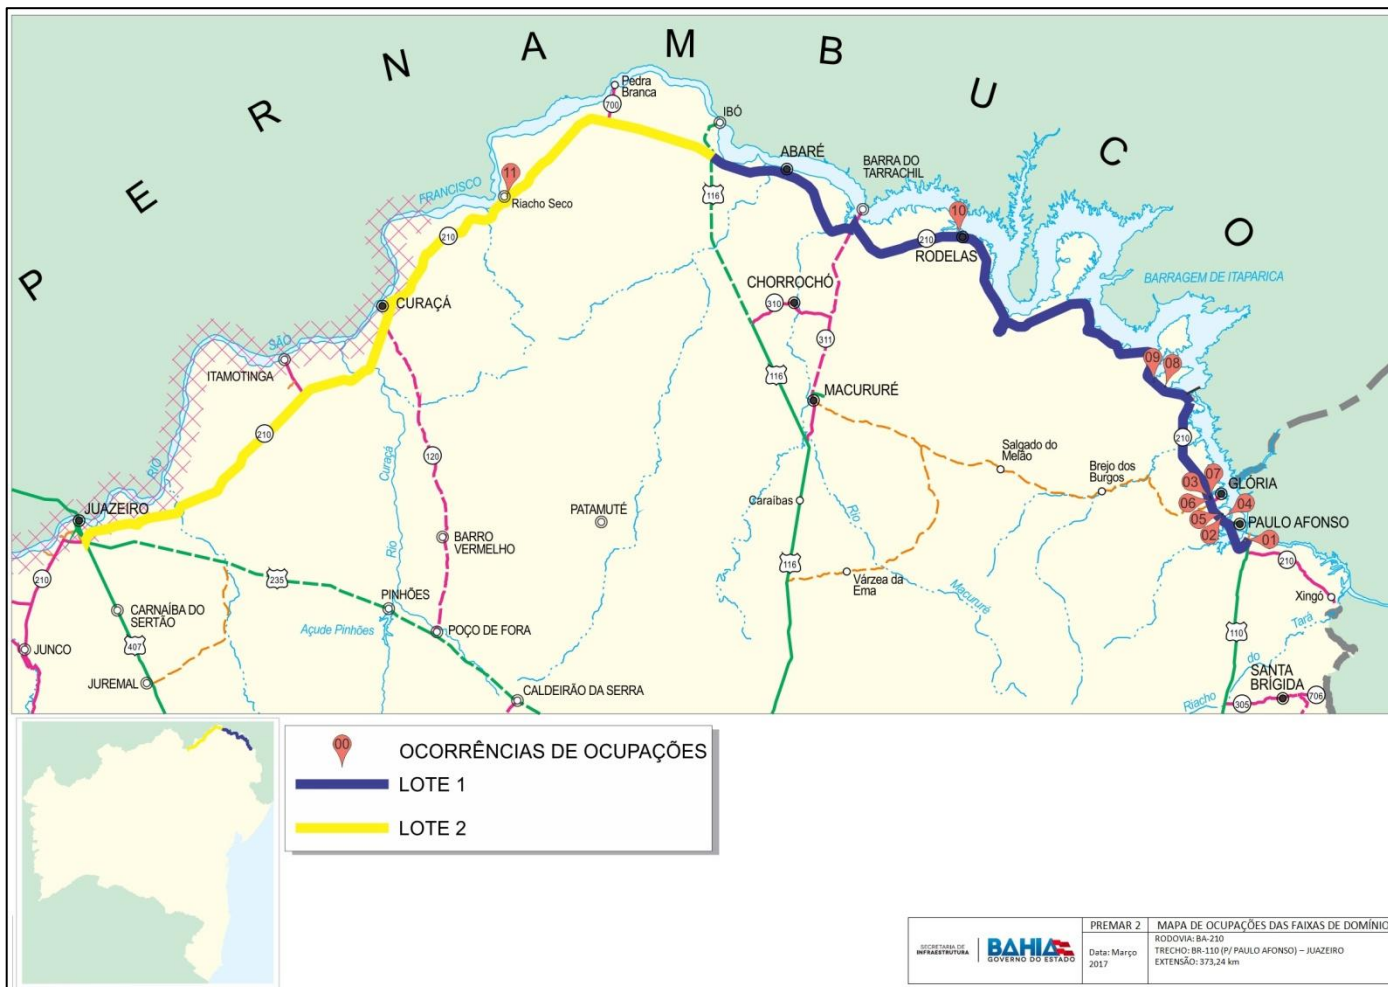 P E R N A M B U C O
Pedra
Branca
700
IBÓ
ABARÉ
BARRA DO
TARRACHIL
11
FRANCISCO
Riacho Seco
116
10
210
RODELAS
210
BARRAGEM DE ITAPARICA
CURAÇÁ
CHORROCHÓ
310
311
SÃO
ITAMOTINGA
116
09
08
MACURURÉ
210
210
Curaçá
120
Salgado do
Melão
Brejo dos
Burgos
RIO
03
07
GLÓRIA
06
04
Caraíbas
JUAZEIRO
PATAMUTÉ
Rio
05
PAULO AFONSO
02
01
BARRO
VERMELHO
Rio
116
210
210
235
Várzea da
Ema
Macururé
Xingó
CARNAÍBA DO
SERTÃO
PINHÕES
Açude Pinhões
POÇO DE FORA
Tará
110
407
JUNCO
do
SANTA
BRÍGIDA
JUREMAL
CALDEIRÃO DA SERRA
Riacho
305
706
00
OCORRÊNCIAS DE OCUPAÇÕES
LOTE 1
LOTE 2
SECRETARIA DE
INFRAESTRUTURA
BAHIA
GOVERNO DO ESTADO
PREMAR 2
Data: Março
2017
MAPA DE OCUPAÇÕES DAS FAIXAS DE DOMÍNIO
RODOVIA: BA-210
TRECHO: BR-110 (P/ PAULO AFONSO) – JUAZEIRO
EXTENSÃO: 373,24 km